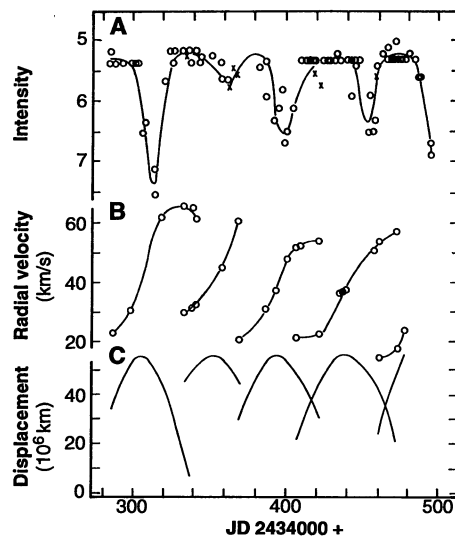 A
5
6
7
Intensity
B
60
40
20
Radial velocity
(km/s)
C
40
20
0
Displacement
(10⁶ km)
300
400
500
JD 2434000 +